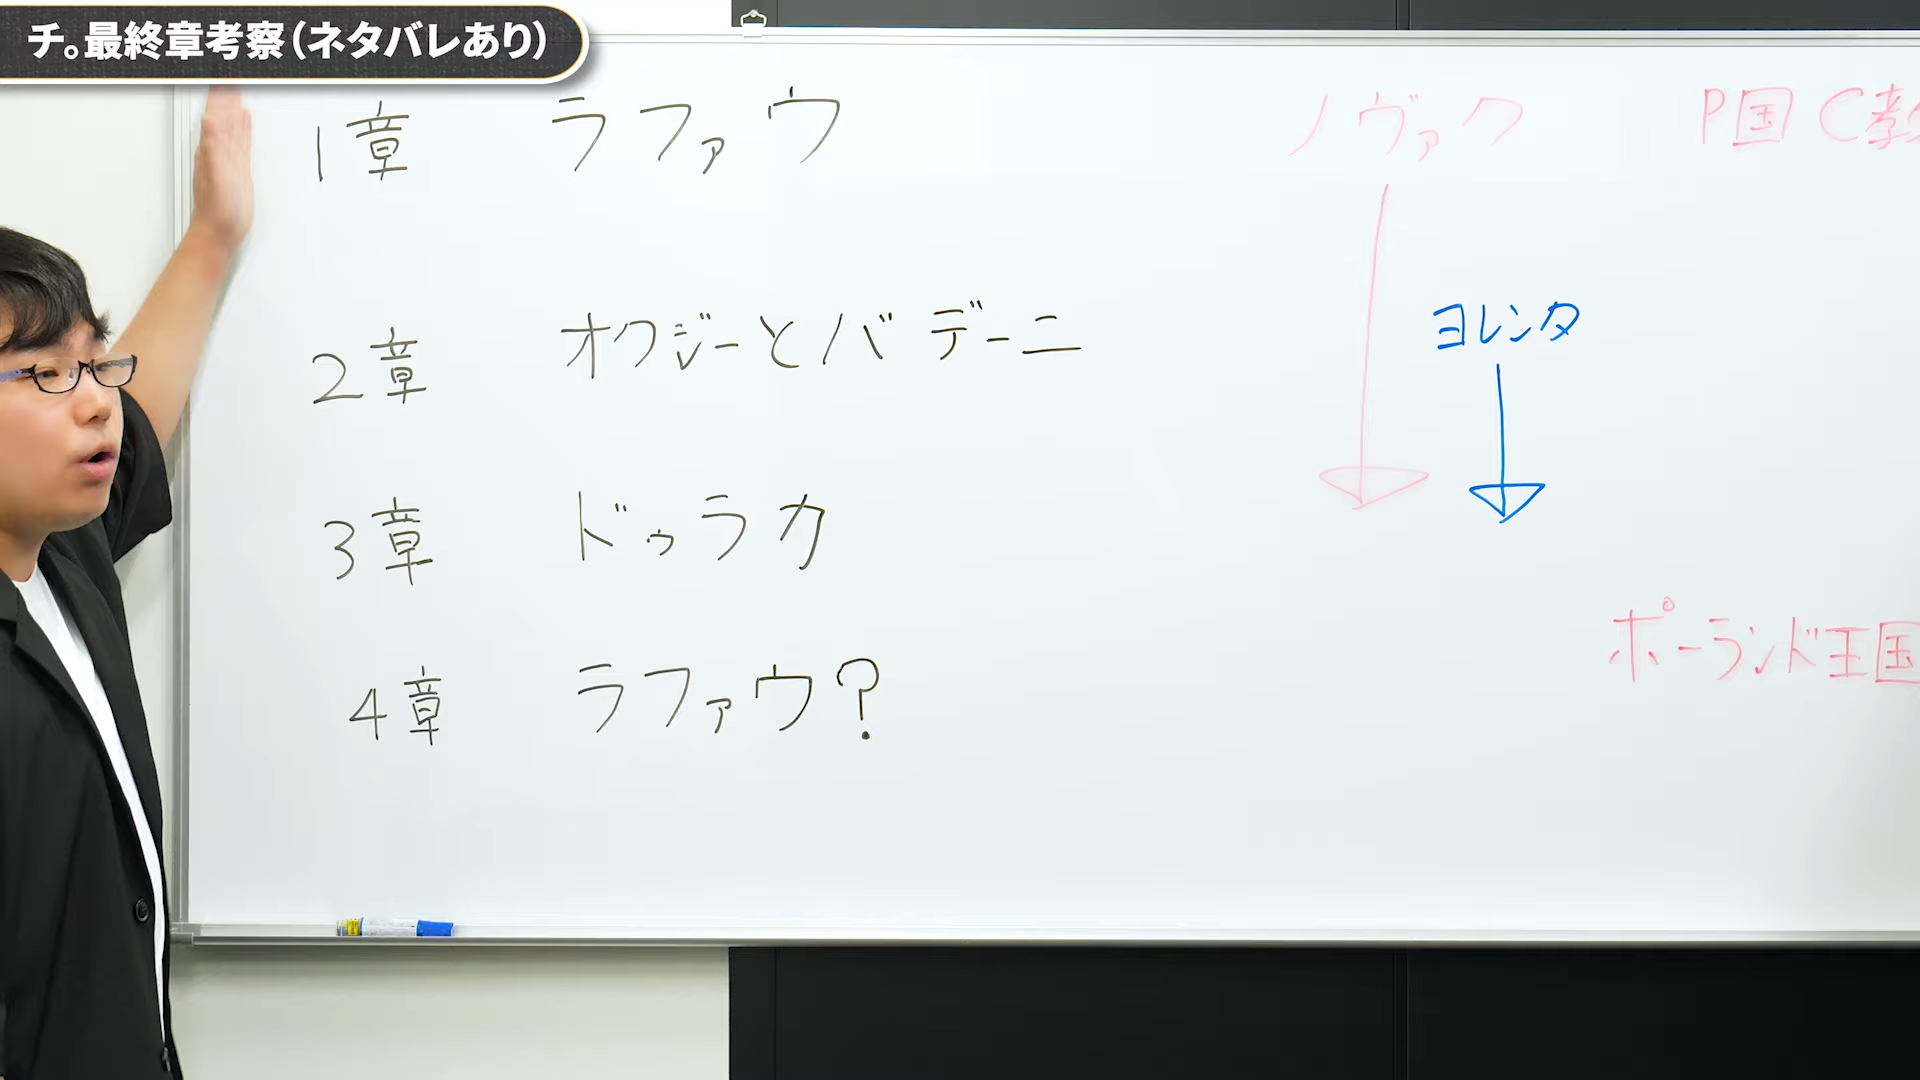 チ。最終章考察（ネタバレあり）
1章 ラファウ
ノヴァク
P国 C教
2章 オクジーとバデーニ
ヨレンタ
3章 ドゥラカ
ポーランド王国
4章 ラファウ?